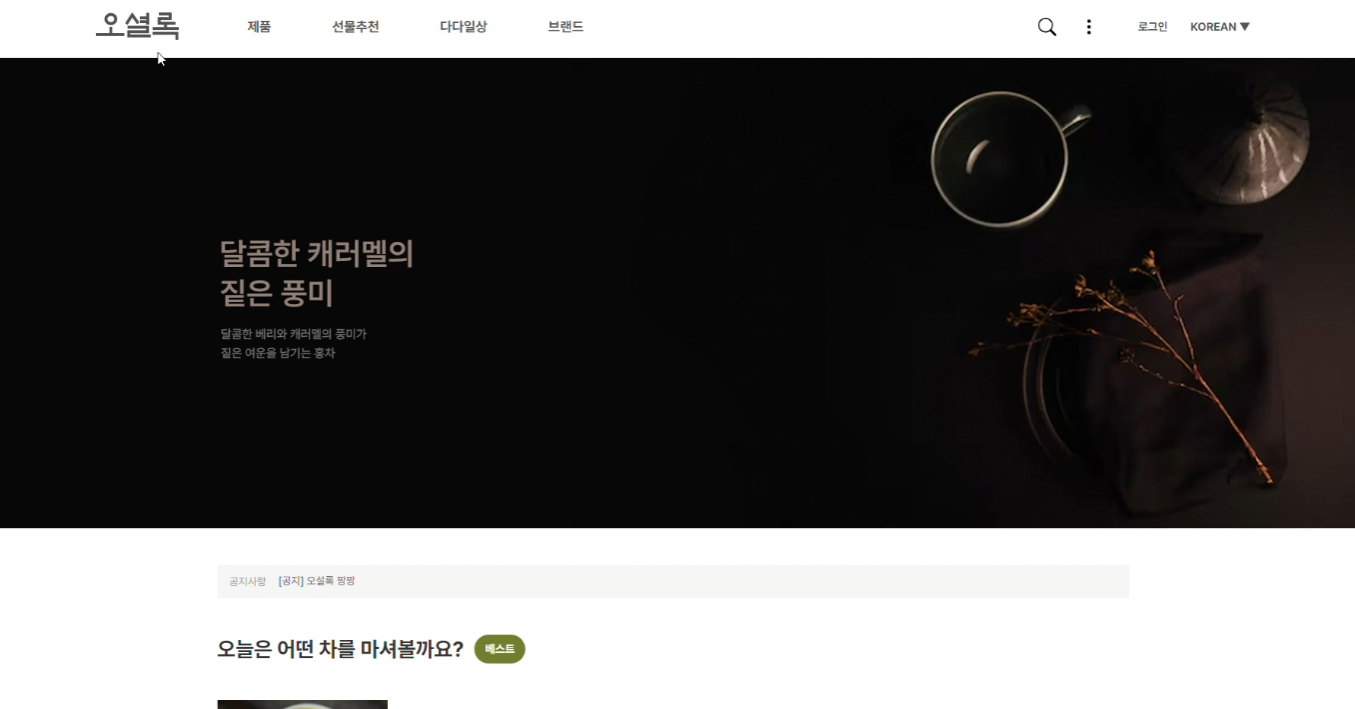 오설록
제품 선물추천 다다일상 브랜드
로그인 KOREAN ▼
달콤한 캐러멜의
짙은 풍미
달콤한 베리와 캐러멜의 풍미가
짙은 여운을 남기는 홍차
공지사항 [공지] 오설록 짱짱
오늘은 어떤 차를 마셔볼까요? 베스트